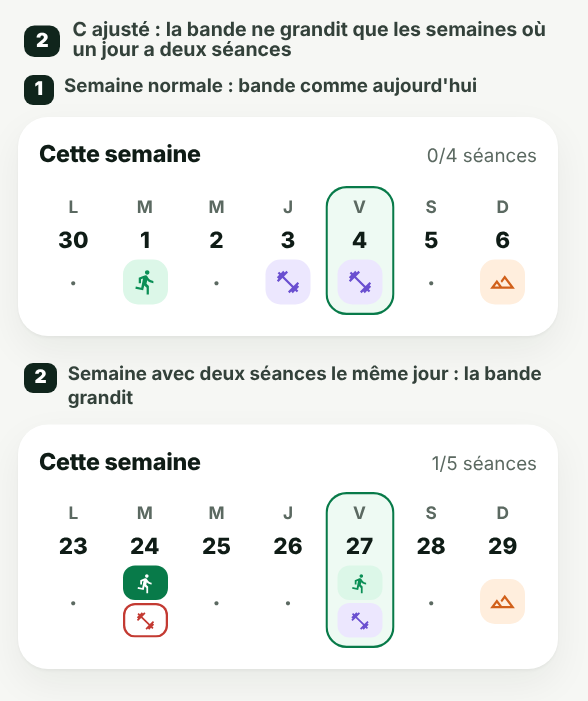 2 C ajusté : la bande ne grandit que les semaines où
un jour a deux séances
1 Semaine normale : bande comme aujourd'hui
Cette semaine 0/4 séances
L M M J V S D
30 1 2 3 4 5 6
2 Semaine avec deux séances le même jour : la bande
grandit
Cette semaine 1/5 séances
L M M J V S D
23 24 25 26 27 28 29